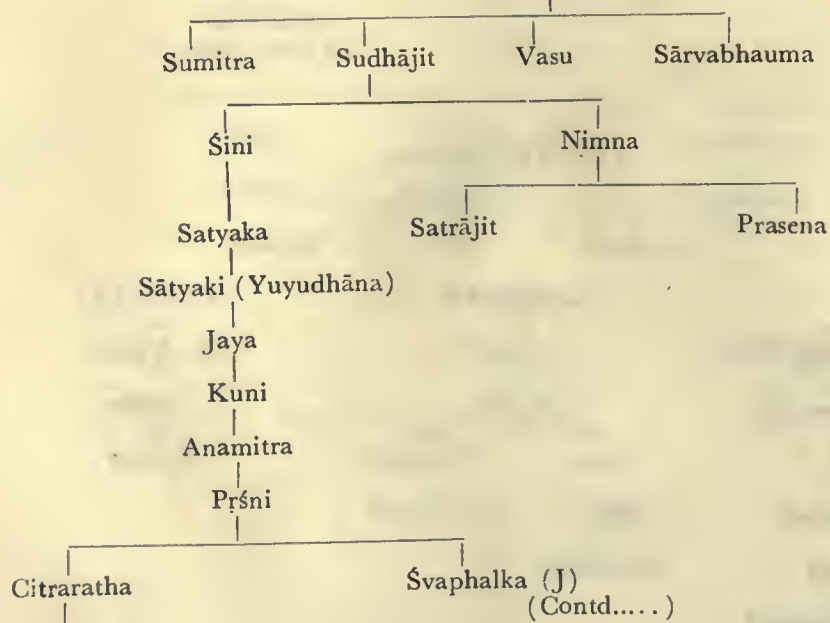 Sumitra Sudhājit Vasu Sārvabhauma
Śini Nimna
Satyaka Satrājit Prasena
Sātyaki (Yuyudhāna)
Jaya
Kuni
Anamitra
Pṛśni
Citraratha Śvaphalka (J)
(Contd.....)